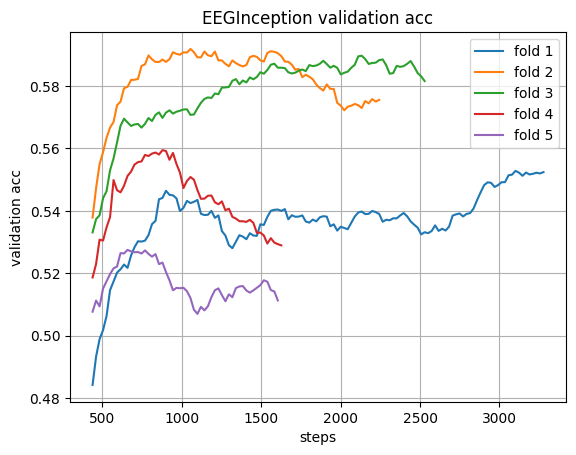 EEGInception validation acc
fold 1
fold 2
fold 3
fold 4
fold 5
validation acc
0.58
0.56
0.54
0.52
0.50
0.48
500 1000 1500 2000 2500 3000
steps